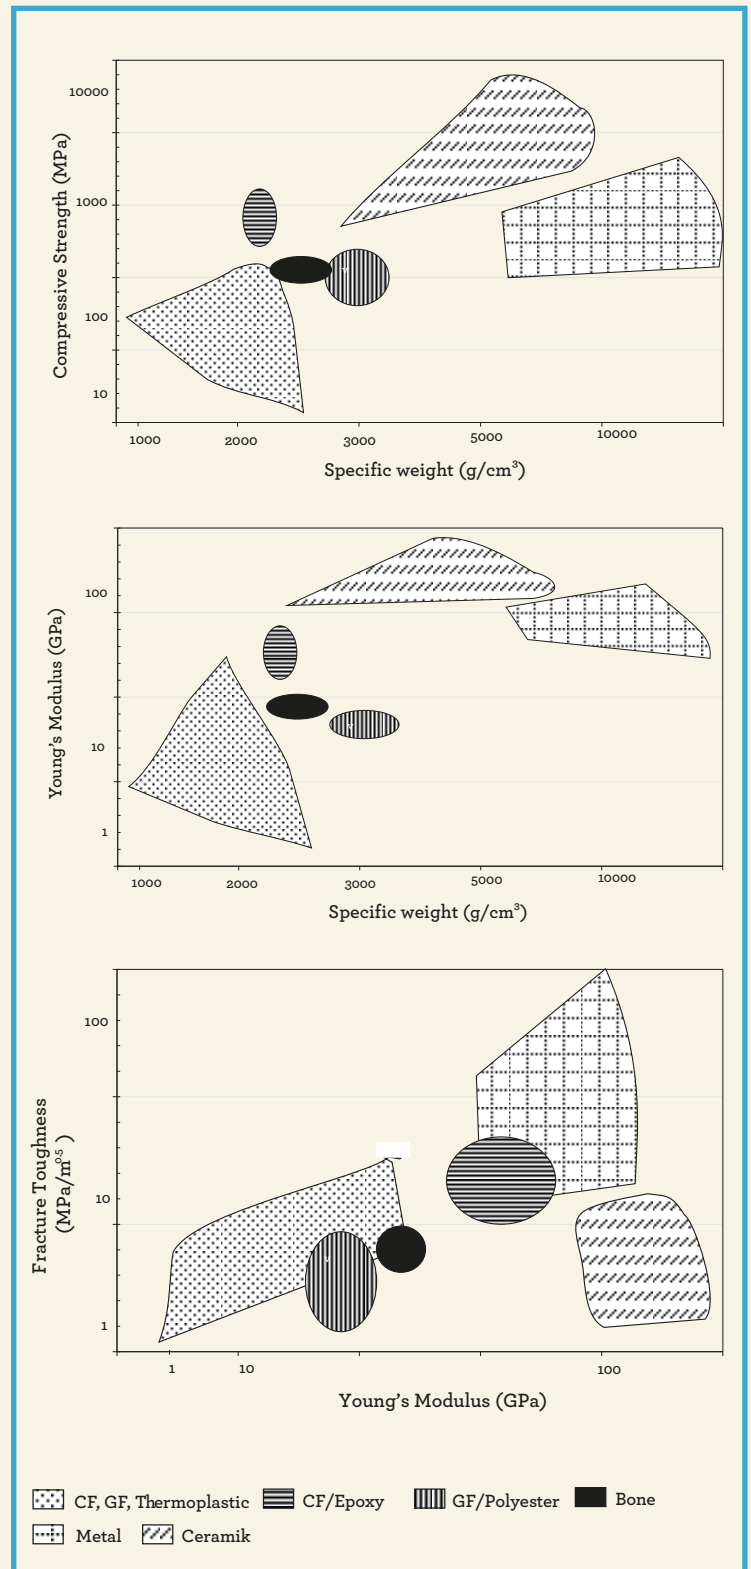 10000
1000
100
10
Compressive Strength (MPa)
1000 2000 3000 5000 10000
Specific weight (g/cm³)
100
10
1
Young's Modulus (GPa)
1000 2000 3000 5000 10000
Specific weight (g/cm³)
100
10
1
Fracture Toughness
(MPa/m⁰·⁵ )
1 10 100
Young's Modulus (GPa)
CF, GF, Thermoplastic CF/Epoxy GF/Polyester Bone
Metal Ceramik